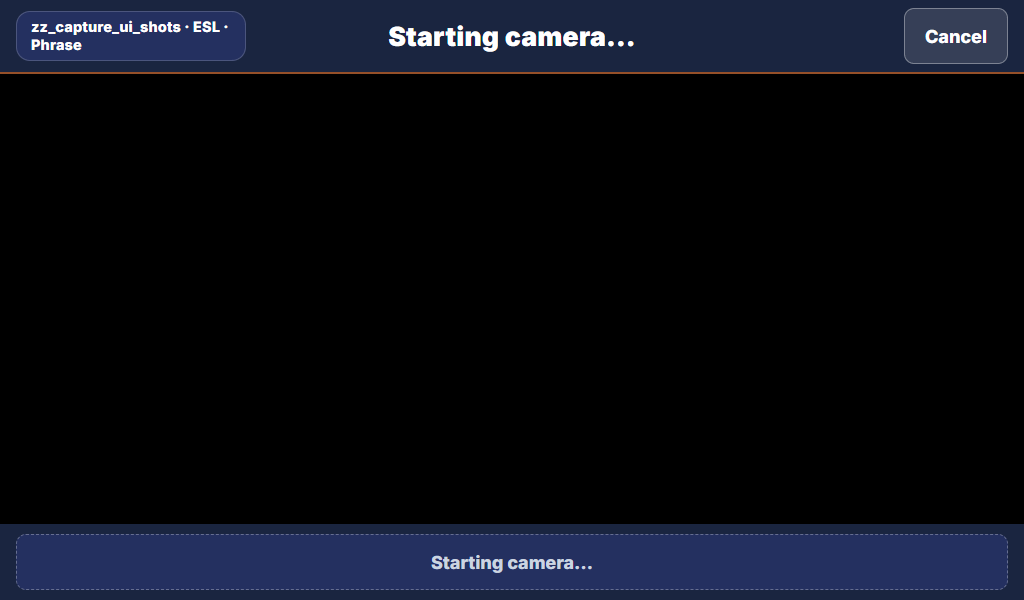 zz_capture_ui_shots · ESL ·
Phrase
Starting camera...
Cancel
Starting camera...